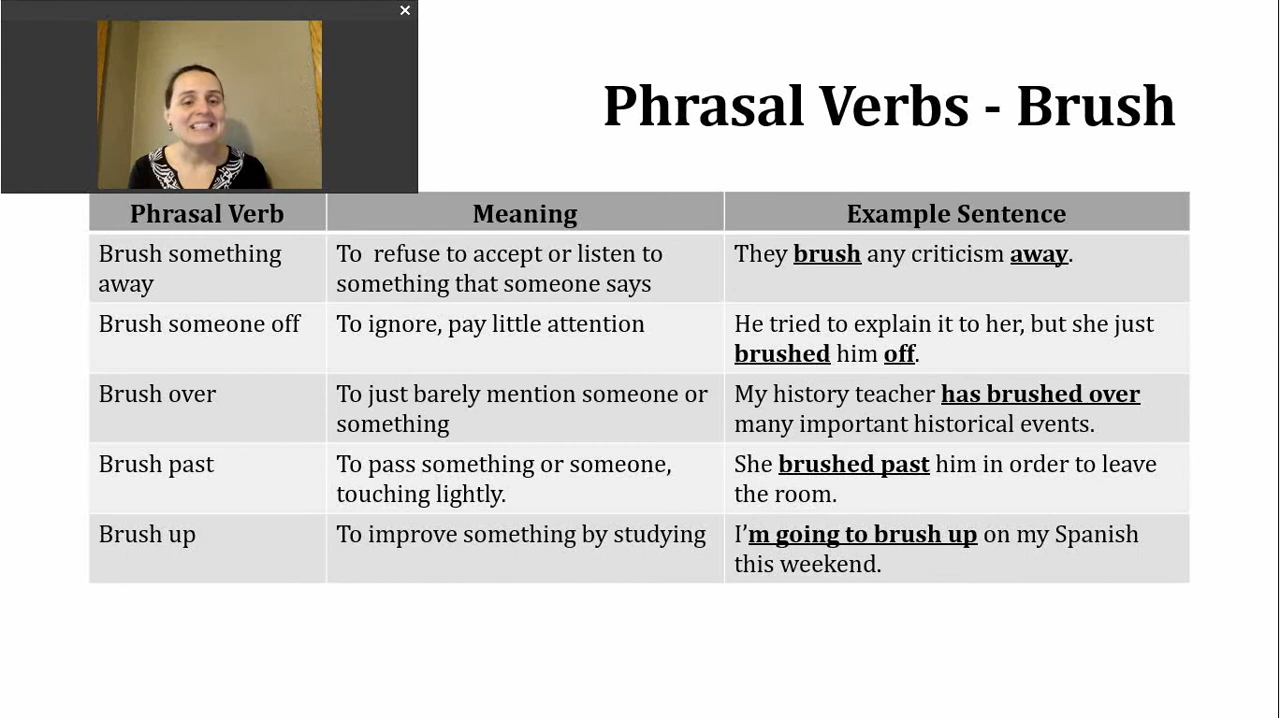 Phrasal Verbs - Brush
Phrasal Verb
Meaning
Example Sentence
Brush something
away
To  refuse to accept or listen to
something that someone says
They brush any criticism away.
Brush someone off
To ignore, pay little attention
He tried to explain it to her, but she just
brushed him off.
Brush over
To just barely mention someone or
something
My history teacher has brushed over
many important historical events.
Brush past
To pass something or someone,
touching lightly.
She brushed past him in order to leave
the room.
Brush up
To improve something by studying
I’m going to brush up on my Spanish
this weekend.